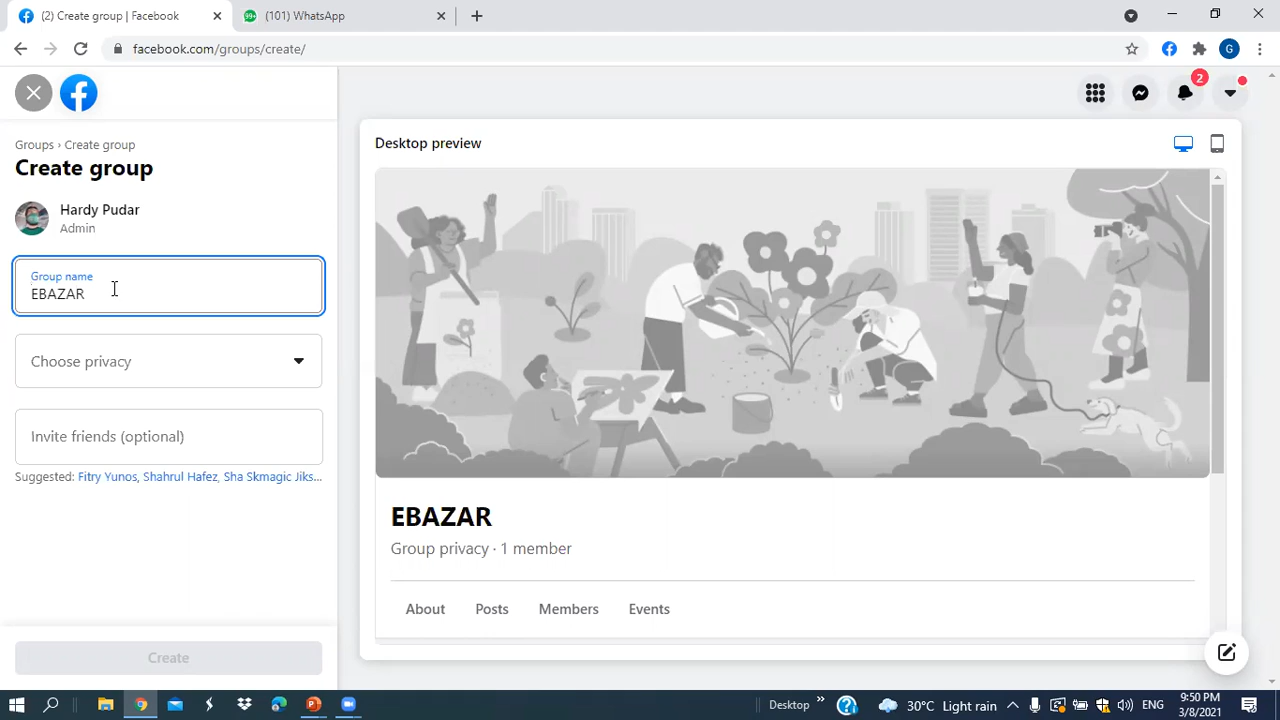 (2) Create group | Facebook
99+ (101) WhatsApp
facebook.com/groups/create/
G
Groups › Create group
Create group
Hardy Pudar
Admin
Group name
EBAZAR
Choose privacy
Invite friends (optional)
Suggested: Fitry Yunos, Shahrul Hafez, Sha Skmagic Jiks...
Create
2
Desktop preview
EBAZAR
Group privacy · 1 member
About Posts Members Events
Desktop
30°C Light rain
ENG
9:50 PM
3/8/2021